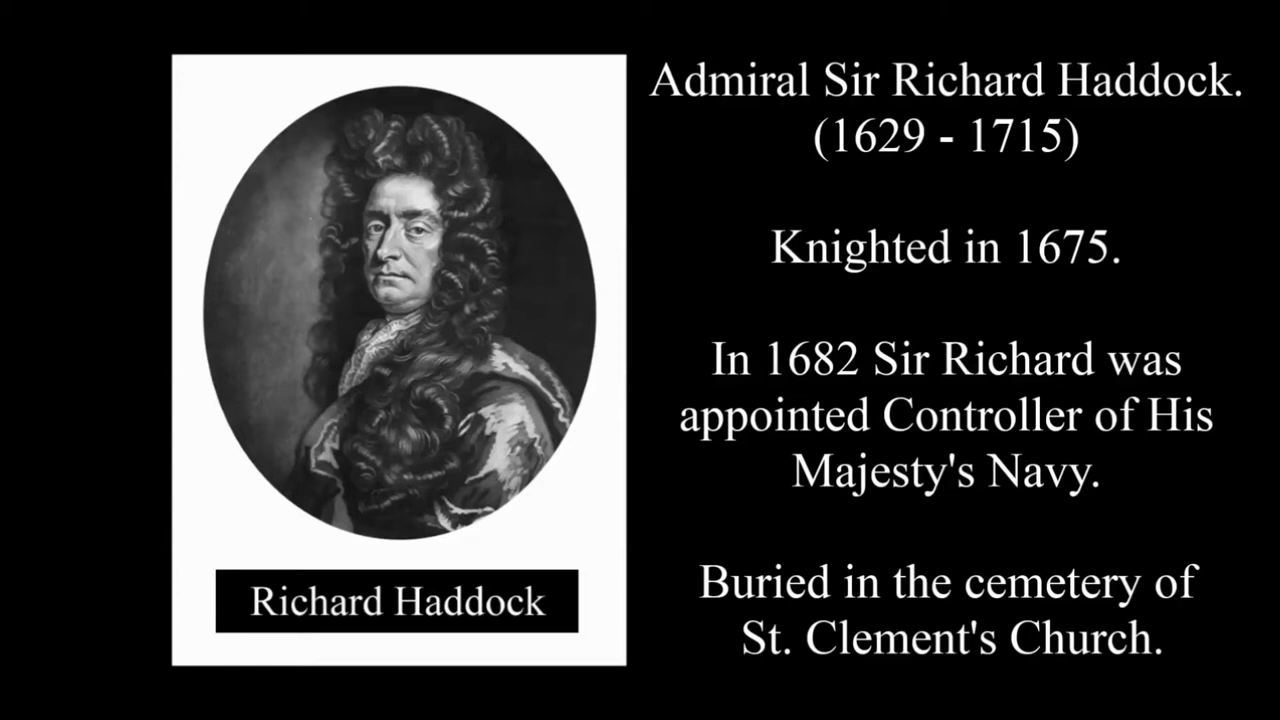 Richard Haddock
Admiral Sir Richard Haddock.
(1629 - 1715)
Knighted in 1675.
In 1682 Sir Richard was
appointed Controller of His
Majesty's Navy.
Buried in the cemetery of
St. Clement's Church.